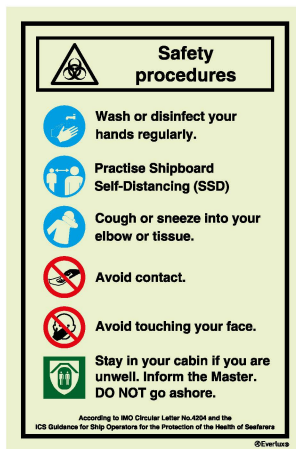 Safety
procedures
Wash or disinfect your
hands regularly.
Practise Shipboard
Self-Distancing (SSD)
Cough or sneeze into your
elbow or tissue.
Avoid contact.
Avoid touching your face.
Stay in your cabin if you are
unwell. Inform the Master.
DO NOT go ashore.
According to IMO Circular Letter No.4204 and the
ICS Guidance for Ship Operators for the Protection of the Health of Seafarers
Everlux